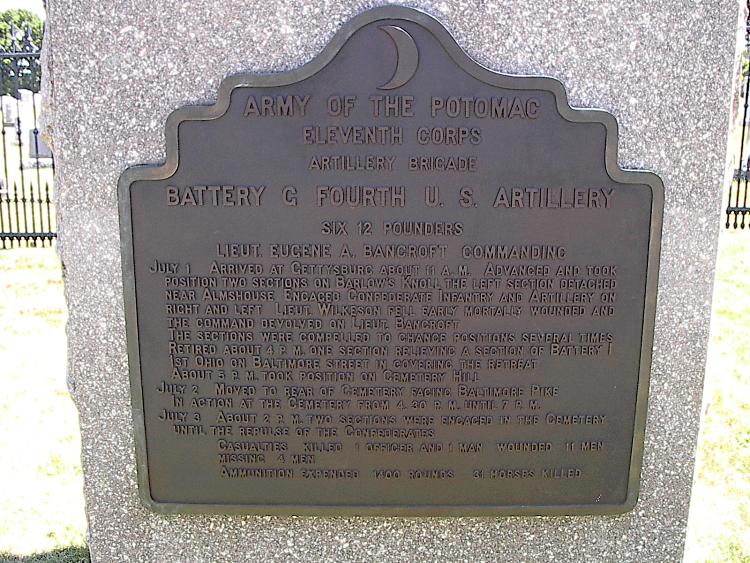 ARMY OF THE POTOMAC
ELEVENTH CORPS
ARTILLERY BRIGADE
BATTERY G FOURTH U. S. ARTILLERY
SIX 12 POUNDERS
LIEUT. EUGENE A. BANCROFT COMMANDING
JULY 1 ARRIVED AT GETTYSBURG ABOUT 11 A. M. ADVANCED AND TOOK
POSITION TWO SECTIONS ON BARLOW'S KNOLL THE LEFT SECTION DETACHED
NEAR ALMSHOUSE ENGAGED CONFEDERATE INFANTRY AND ARTILLERY ON
RIGHT AND LEFT LIEUT. WILKESON FELL EARLY MORTALLY WOUNDED AND
THE COMMAND DEVOLVED ON LIEUT. BANCROFT
THE SECTIONS WERE COMPELLED TO CHANGE POSITIONS SEVERAL TIMES
RETIRED ABOUT 4 P. M. ONE SECTION RELIEVING A SECTION OF BATTERY I
1ST OHIO ON BALTIMORE STREET IN COVERING THE RETREAT
ABOUT 5 P. M. TOOK POSITION ON CEMETERY HILL
JULY 2 MOVED TO REAR OF CEMETERY FACING BALTIMORE PIKE
IN ACTION AT THE CEMETERY FROM 4.30 P. M. UNTIL 7 P. M.
JULY 3 ABOUT 2 P. M. TWO SECTIONS WERE ENGAGED IN THE CEMETERY
UNTIL THE REPULSE OF THE CONFEDERATES
CASUALTIES KILLED 1 OFFICER AND 1 MAN WOUNDED 11 MEN
MISSING 4 MEN
AMMUNITION EXPENDED 1400 ROUNDS 31 HORSES KILLED